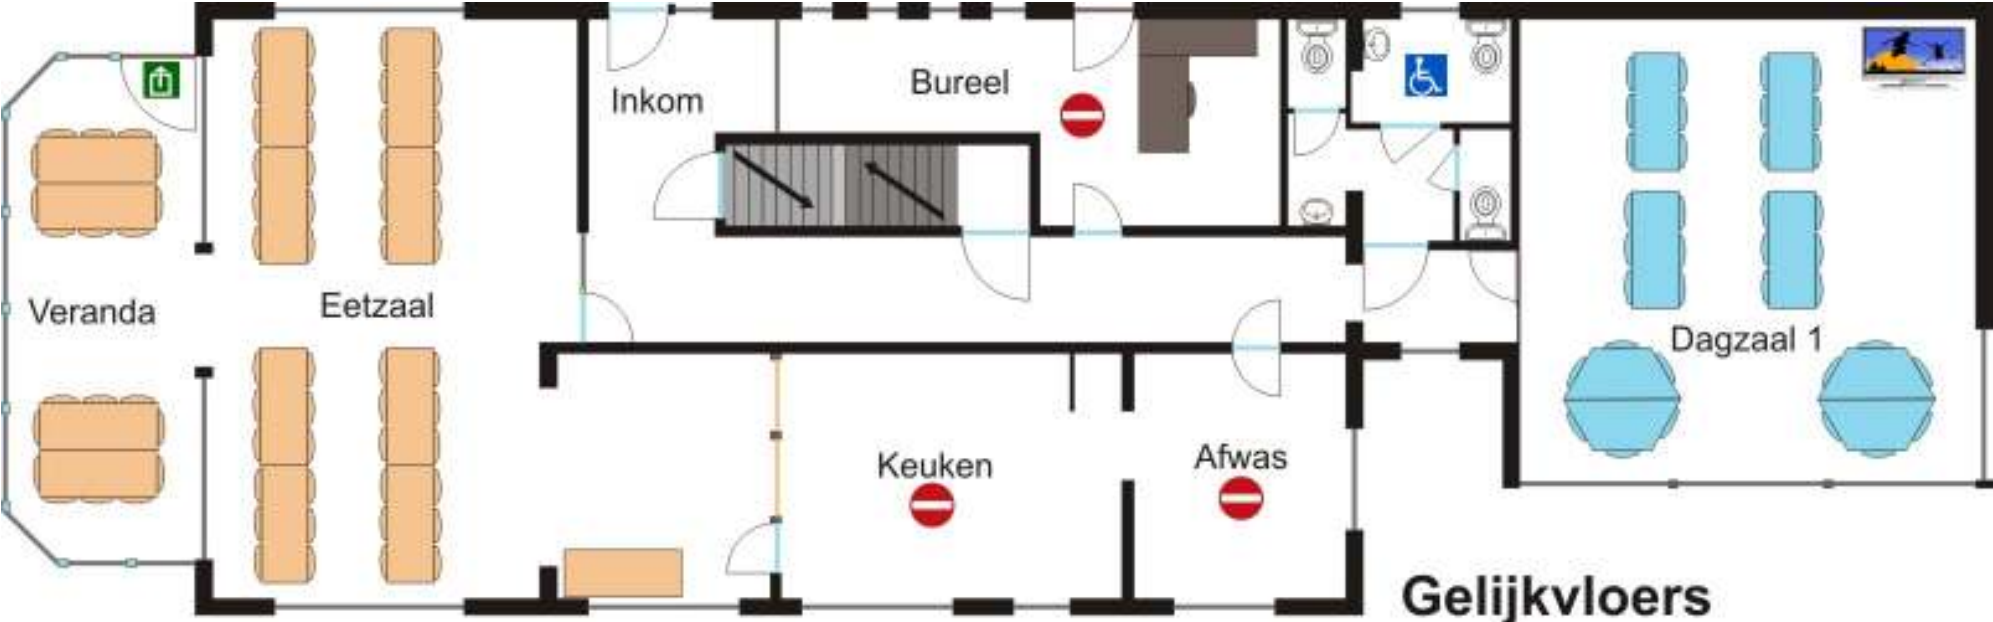 Inkom
Bureel
Veranda
Eetzaal
Dagzaal 1
Keuken
Afwas
Gelijkvloers